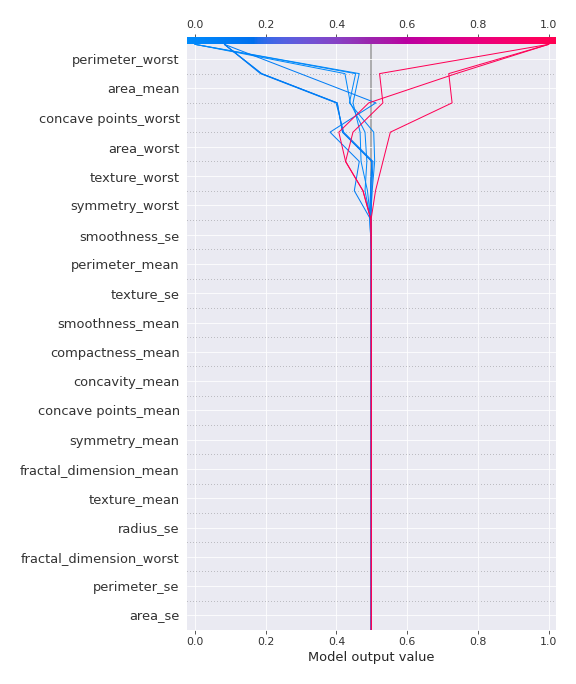 0.0 0.2 0.4 0.6 0.8 1.0
perimeter_worst
area_mean
concave points_worst
area_worst
texture_worst
symmetry_worst
smoothness_se
perimeter_mean
texture_se
smoothness_mean
compactness_mean
concavity_mean
concave points_mean
symmetry_mean
fractal_dimension_mean
texture_mean
radius_se
fractal_dimension_worst
perimeter_se
area_se
0.0 0.2 0.4 0.6 0.8 1.0
Model output value